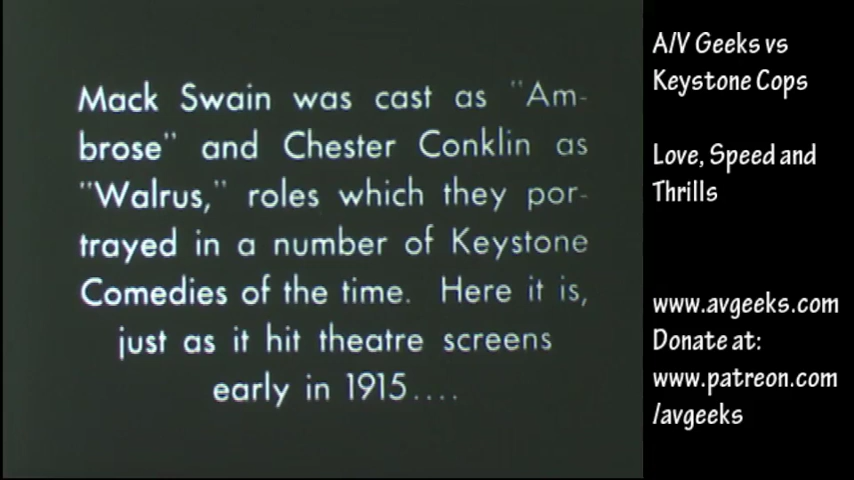 Mack Swain was cast as "Am-
brose" and Chester Conklin as
"Walrus," roles which they por-
trayed in a number of Keystone
Comedies of the time. Here it is,
just as it hit theatre screens
early in 1915....
A/V Geeks vs
Keystone Cops
Love, Speed and
Thrills
www.avgeeks.com
Donate at:
www.patreon.com
/avgeeks